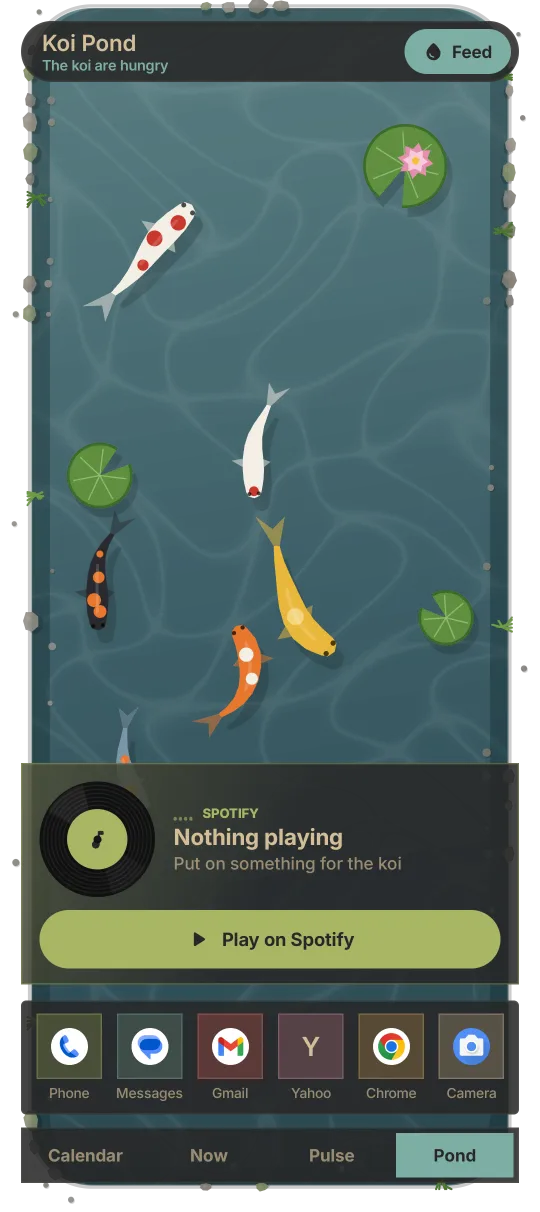 Koi Pond
The koi are hungry
Feed
SPOTIFY
Nothing playing
Put on something for the koi
Play on Spotify
Y
Phone
Messages
Gmail
Yahoo
Chrome
Camera
Calendar
Now
Pulse
Pond